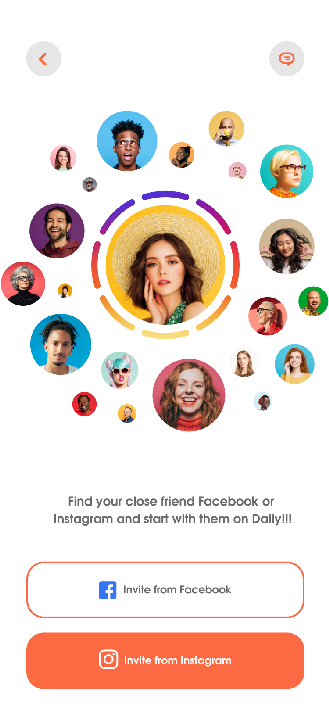 Find your close friend Facebook or
Instagram and start with them on Daily!!!
Invite from Facebook
Invite from Instagram